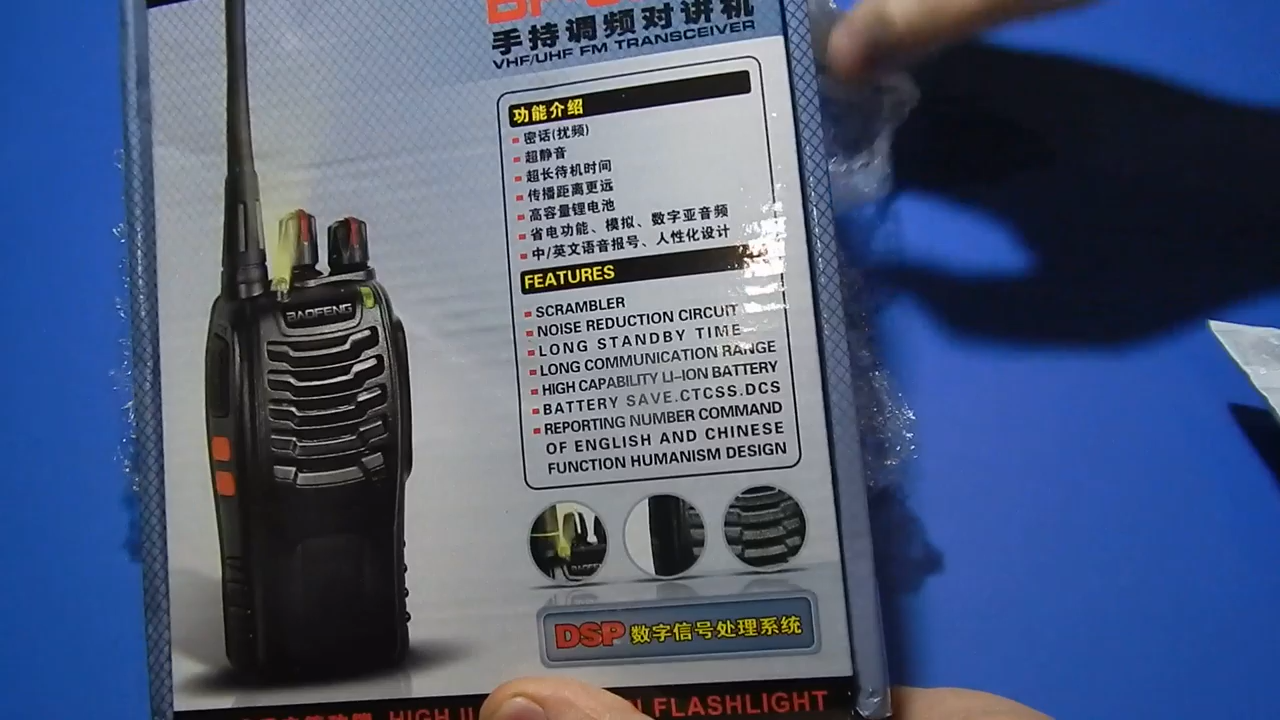 手持调频对讲机
VHF/UHF FM TRANSCEIVER
功能介绍
密话(扰频)
超静音
超长待机时间
传播距离更远
高容量锂电池
省电功能、模拟、数字亚音频
中/英文语音报号、人性化设计
FEATURES
SCRAMBLER
NOISE REDUCTION CIRCUIT
LONG STANDBY TIME
LONG COMMUNICATION RANGE
HIGH CAPABILITY LI-ION BATTERY
BATTERY SAVE.CTCSS.DCS
REPORTING NUMBER COMMAND
OF ENGLISH AND CHINESE
FUNCTION HUMANISM DESIGN
BAOFENG
DSP 数字信号处理系统
HIGH FLASHLIGHT